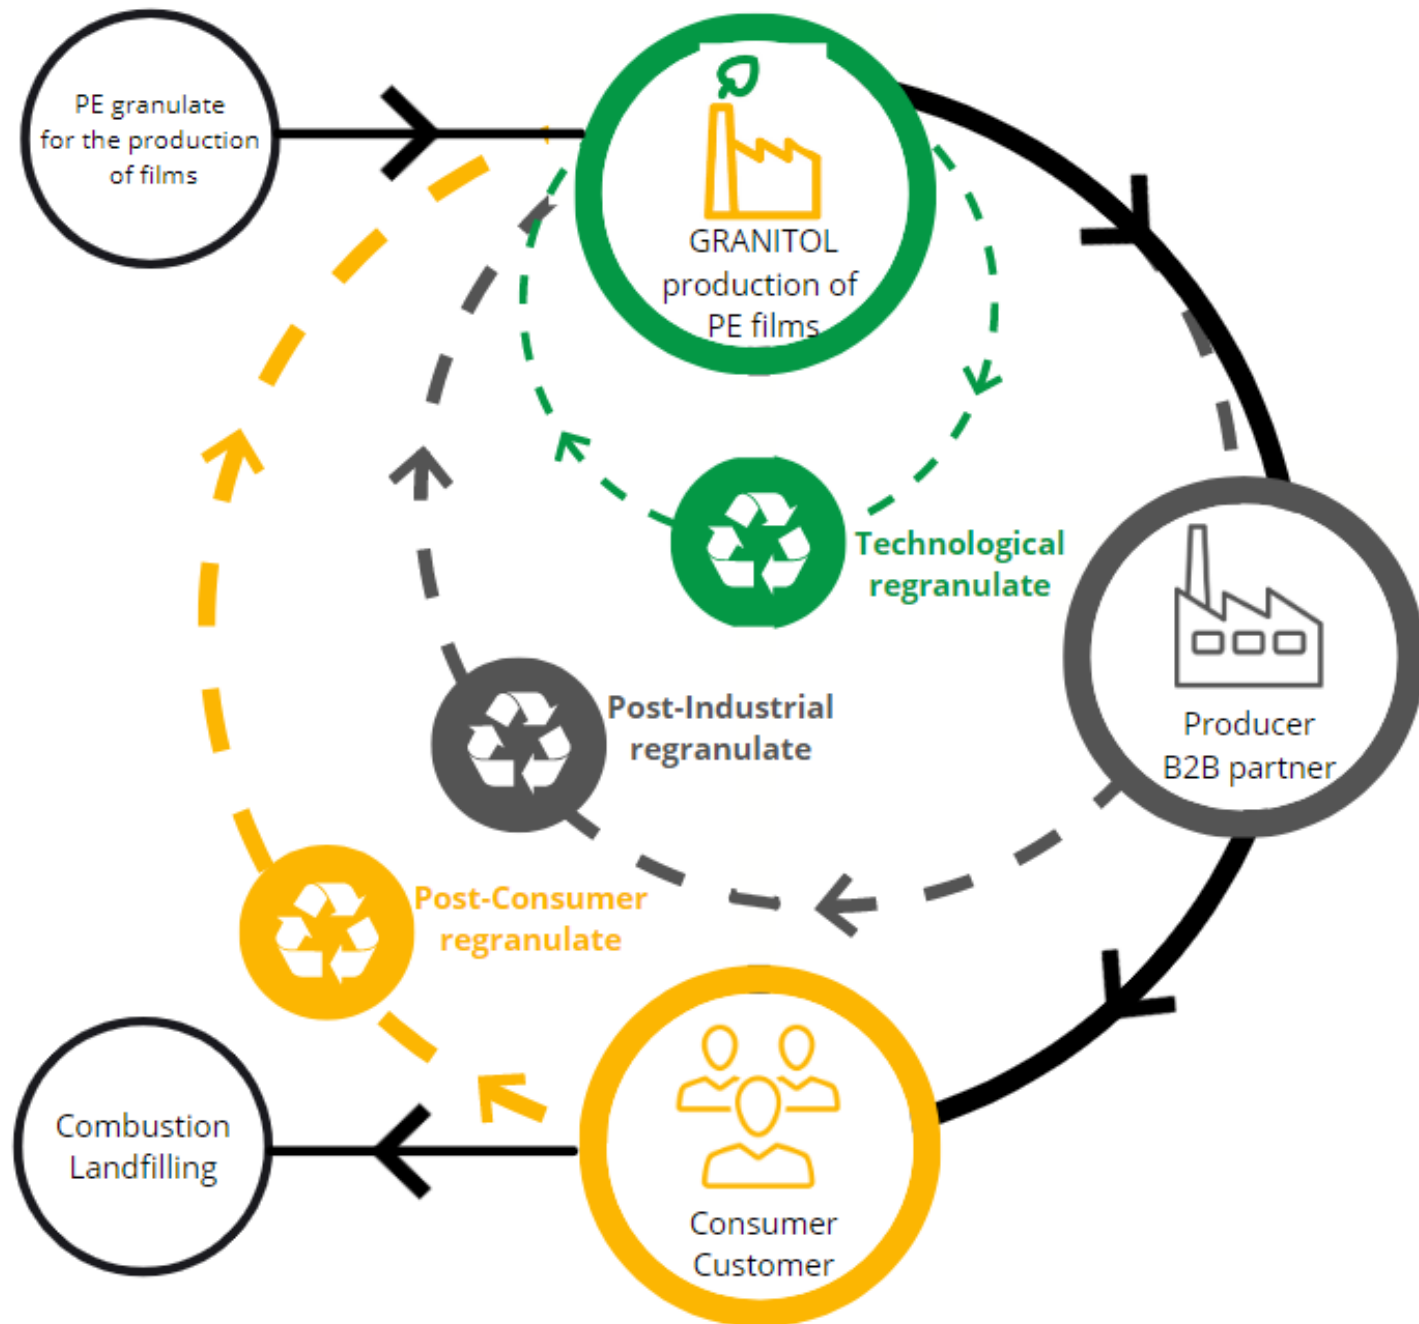 PE granulate
for the production
of films
GRANITOL
production of
PE films
Technological
regranulate
Producer
B2B partner
Post-Industrial
regranulate
Post-Consumer
regranulate
Combustion
Landfilling
Consumer
Customer